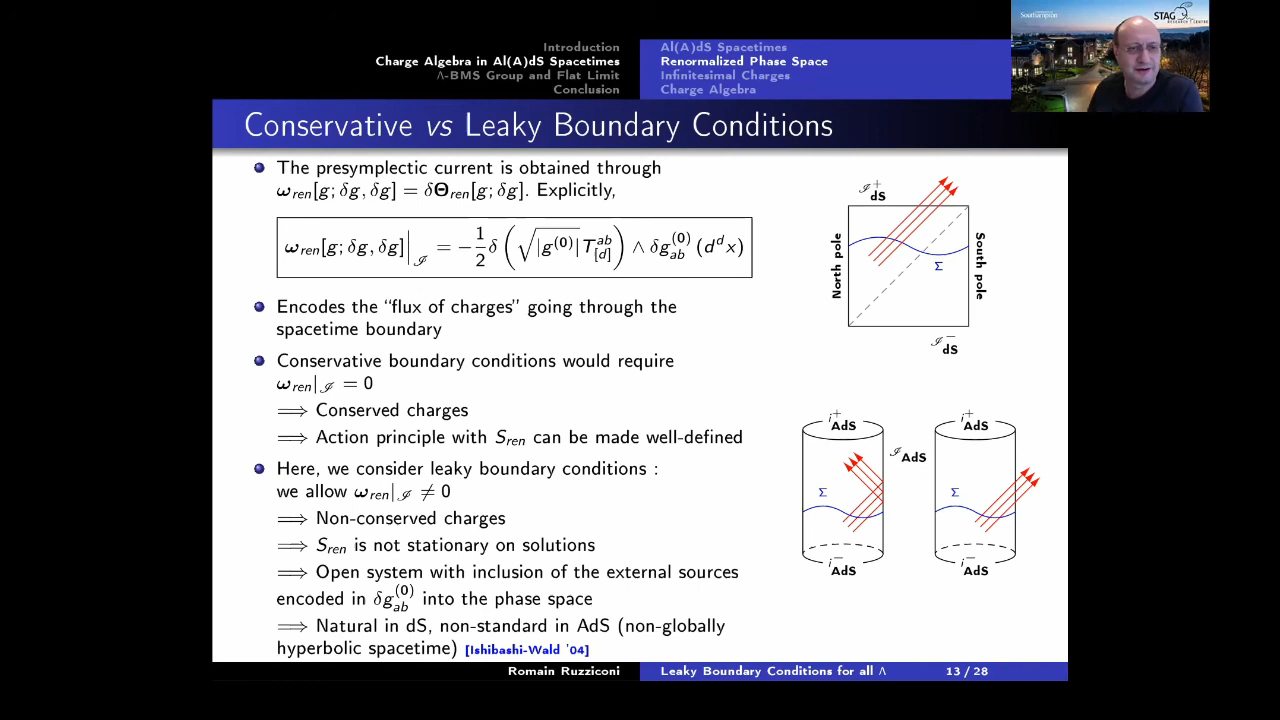 Introduction
Charge Algebra in Al(A)dS Spacetimes
Λ-BMS Group and Flat Limit
Conclusion
Al(A)dS Spacetimes
Renormalized Phase Space
Infinitesimal Charges
Charge Algebra
Southampton
STAG
RESEARCH CENTRE
Conservative vs Leaky Boundary Conditions
The presymplectic current is obtained through
ω_ren[g; δg, δg] = δΘ_ren[g; δg]. Explicitly,
ω_ren[g; δg, δg]|_ℐ = −1/2 δ(√|g^(0)| T^ab_[d]) ∧ δg^(0)_ab (d^d x)
Encodes the “flux of charges” going through the
spacetime boundary
Conservative boundary conditions would require
ω_ren|_ℐ = 0
⟹ Conserved charges
⟹ Action principle with S_ren can be made well-defined
Here, we consider leaky boundary conditions :
we allow ω_ren|_ℐ ≠ 0
⟹ Non-conserved charges
⟹ S_ren is not stationary on solutions
⟹ Open system with inclusion of the external sources
encoded in δg^(0)_ab into the phase space
⟹ Natural in dS, non-standard in AdS (non-globally
hyperbolic spacetime) [Ishibashi-Wald '04]
ℐ^+_dS
North pole
South pole
Σ
ℐ^−_dS
i^+_AdS
i^+_AdS
ℐ_AdS
Σ
Σ
i^−_AdS
i^−_AdS
Romain Ruzziconi
Leaky Boundary Conditions for all Λ
13 / 28